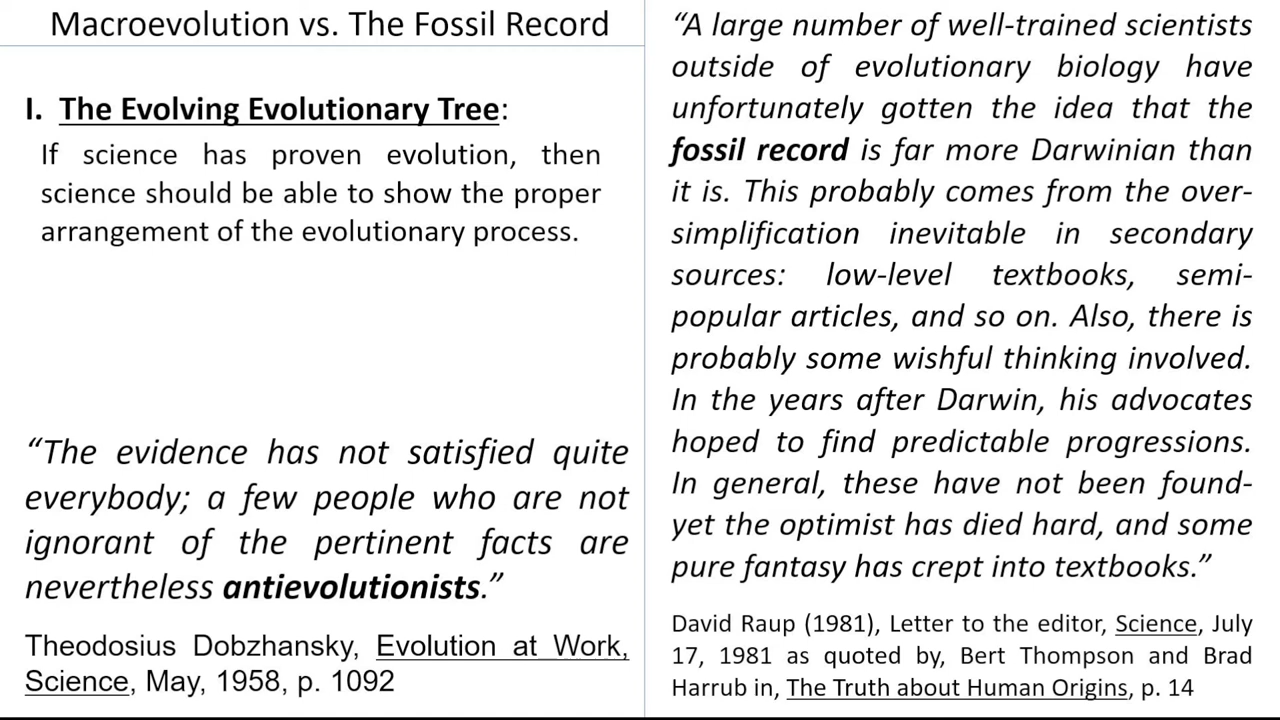 Macroevolution vs. The Fossil Record
I. The Evolving Evolutionary Tree:
If science has proven evolution, then
science should be able to show the proper
arrangement of the evolutionary process.
“The evidence has not satisfied quite
everybody; a few people who are not
ignorant of the pertinent facts are
nevertheless antievolutionists.”
Theodosius Dobzhansky, Evolution at Work,
Science, May, 1958, p. 1092
“A large number of well-trained scientists
outside of evolutionary biology have
unfortunately gotten the idea that the
fossil record is far more Darwinian than
it is. This probably comes from the over-
simplification inevitable in secondary
sources: low-level textbooks, semi-
popular articles, and so on. Also, there is
probably some wishful thinking involved.
In the years after Darwin, his advocates
hoped to find predictable progressions.
In general, these have not been found-
yet the optimist has died hard, and some
pure fantasy has crept into textbooks.”
David Raup (1981), Letter to the editor, Science, July
17, 1981 as quoted by, Bert Thompson and Brad
Harrub in, The Truth about Human Origins, p. 14